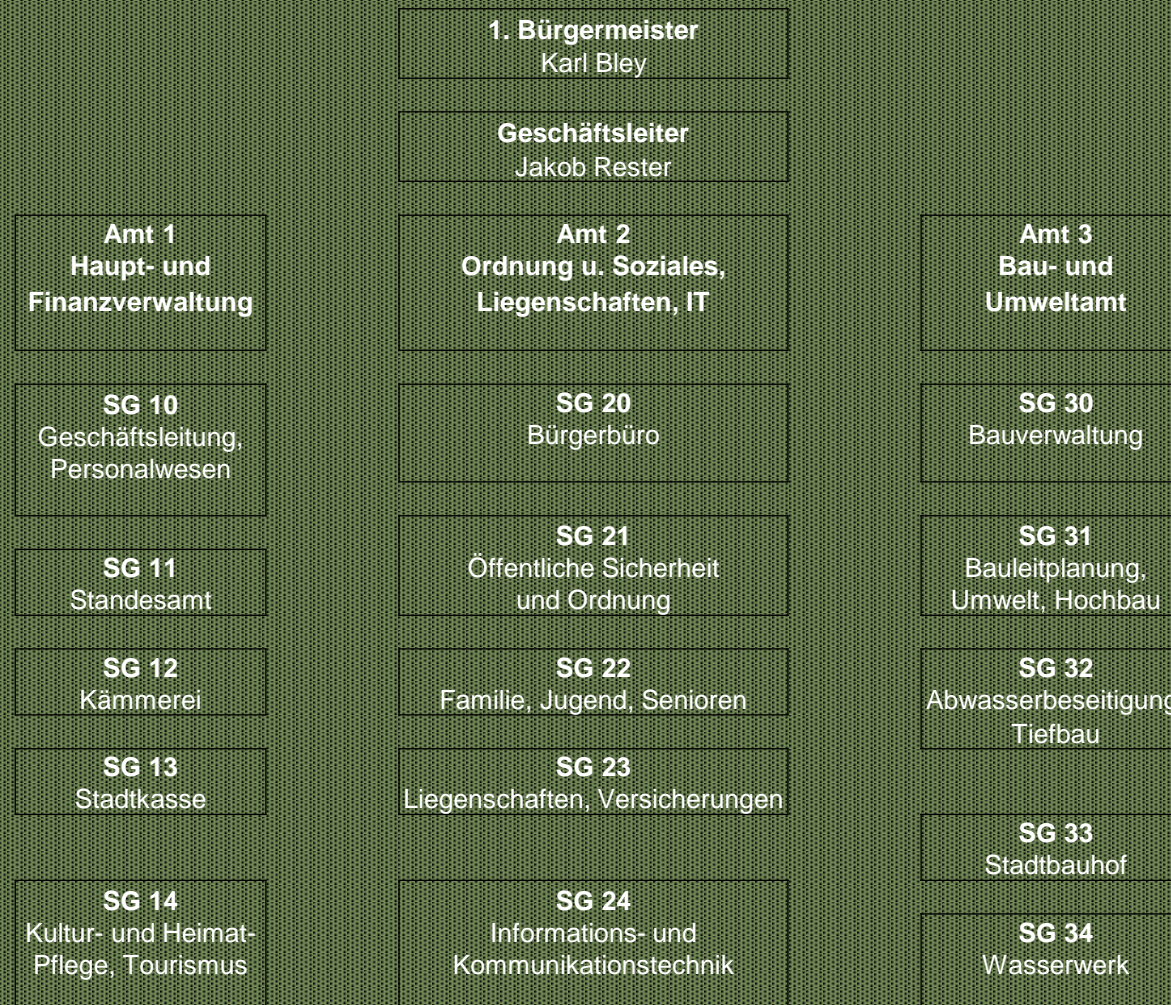 1. Bürgermeister
Karl Bley
Geschäftsleiter
Jakob Rester
Amt 1
Haupt- und
Finanzverwaltung
Amt 2
Ordnung u. Soziales,
Liegenschaften, IT
Amt 3
Bau- und
Umweltamt
SG 10
Geschäftsleitung,
Personalwesen
SG 11
Standesamt
SG 12
Kämmerei
SG 13
Stadtkasse
SG 14
Kultur- und Heimat-
Pflege, Tourismus
SG 20
Bürgerbüro
SG 21
Öffentliche Sicherheit
und Ordnung
SG 22
Familie, Jugend, Senioren
SG 23
Liegenschaften, Versicherungen
SG 24
Informations- und
Kommunikationstechnik
SG 30
Bauverwaltung
SG 31
Bauleitplanung,
Umwelt, Hochbau
SG 32
Abwasserbeseitigung
Tiefbau
SG 33
Stadtbauhof
SG 34
Wasserwerk